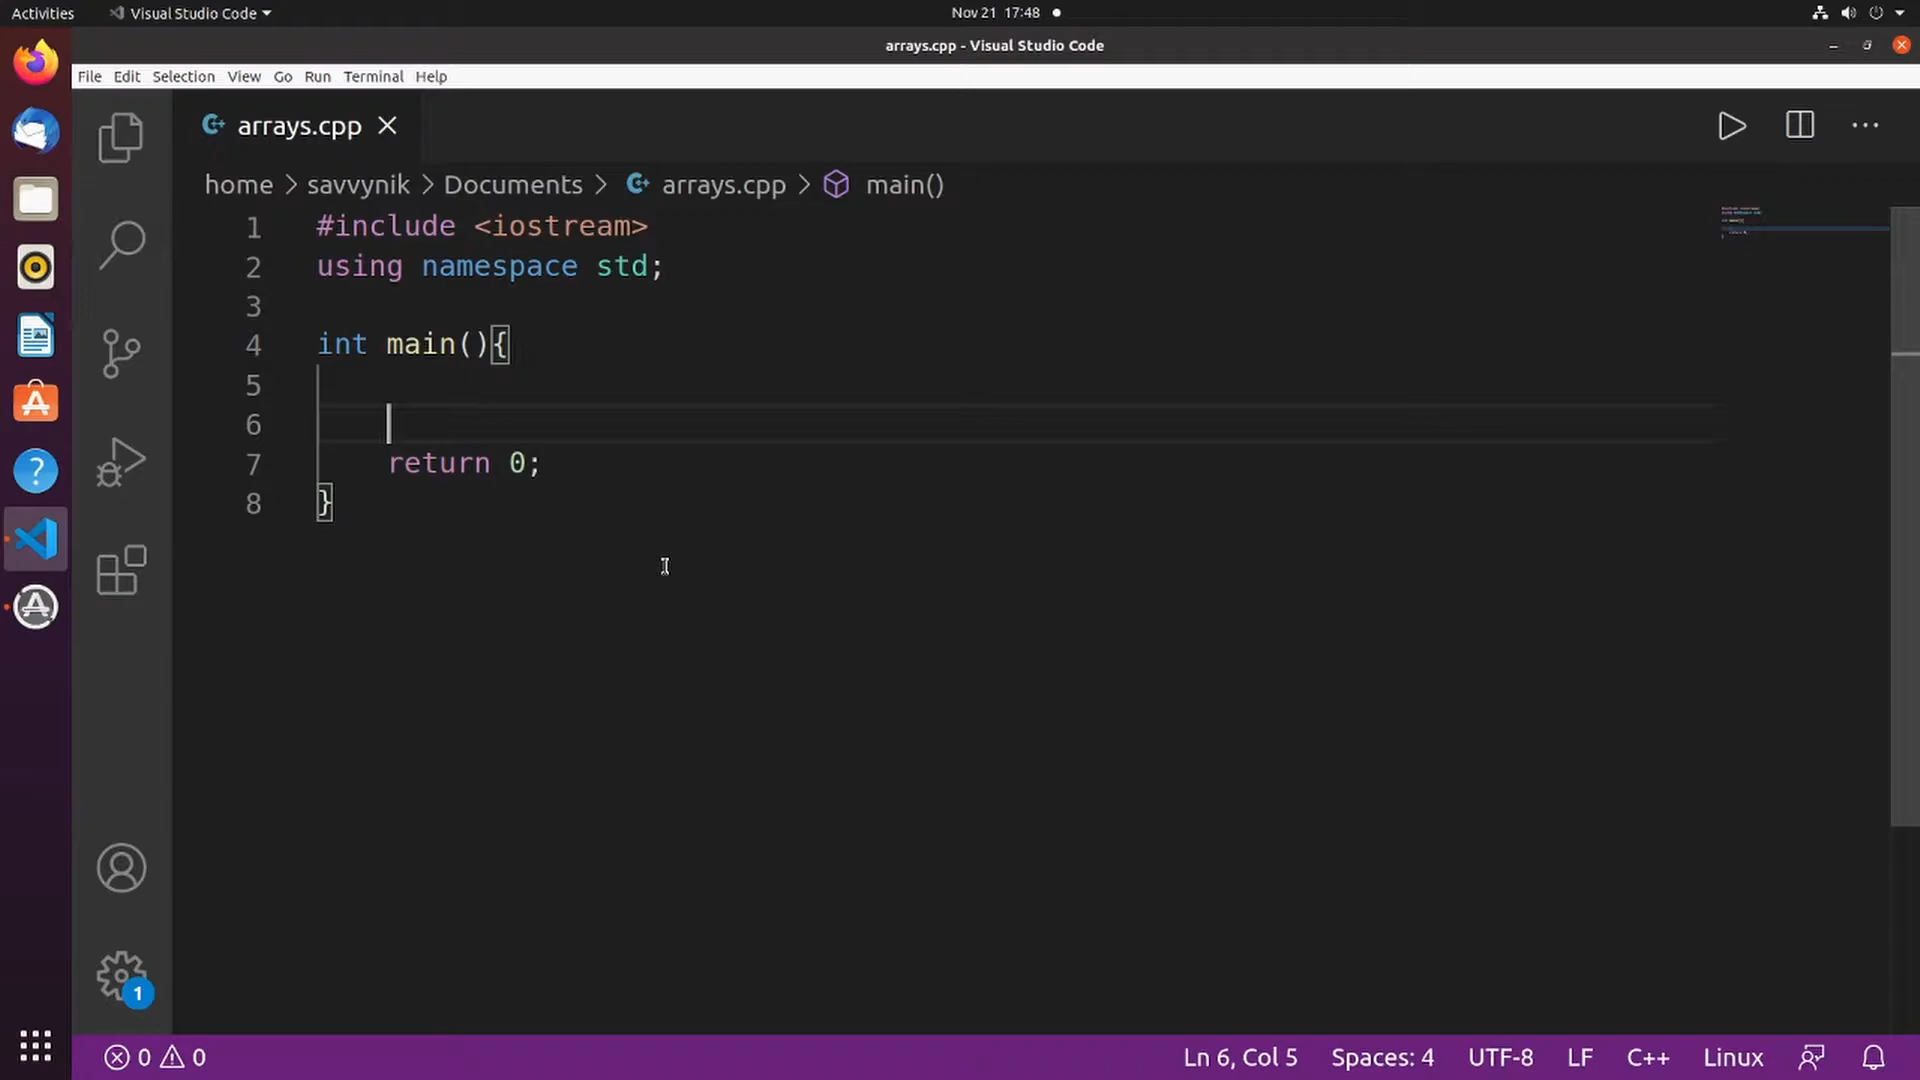 Activities Visual Studio Code Nov 21 17:48
arrays.cpp - Visual Studio Code
File Edit Selection View Go Run Terminal Help
arrays.cpp
home > savvynik > Documents > arrays.cpp > main()
1 #include <iostream>
2 using namespace std;
3
4 int main(){
5
6
7 return 0;
8 }
1
0 0 Ln 6, Col 5 Spaces: 4 UTF-8 LF C++ Linux